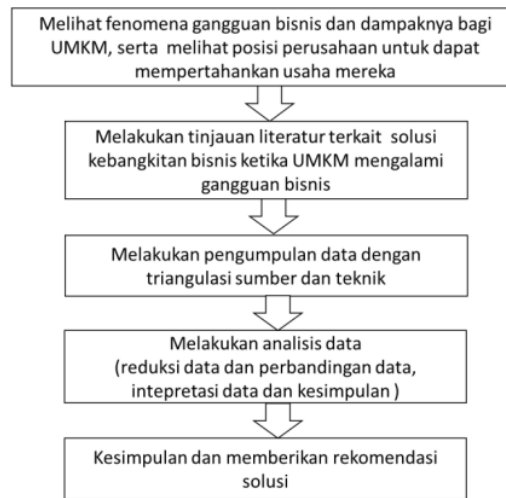 Melihat fenomena gangguan bisnis dan dampaknya bagi
UMKM, serta melihat posisi perusahaan untuk dapat
mempertahankan usaha mereka
Melakukan tinjauan literatur terkait solusi
kebangkitan bisnis ketika UMKM mengalami
gangguan bisnis
Melakukan pengumpulan data dengan
triangulasi sumber dan teknik
Melakukan analisis data
(reduksi data dan perbandingan data,
intepretasi data dan kesimpulan )
Kesimpulan dan memberikan rekomendasi
solusi